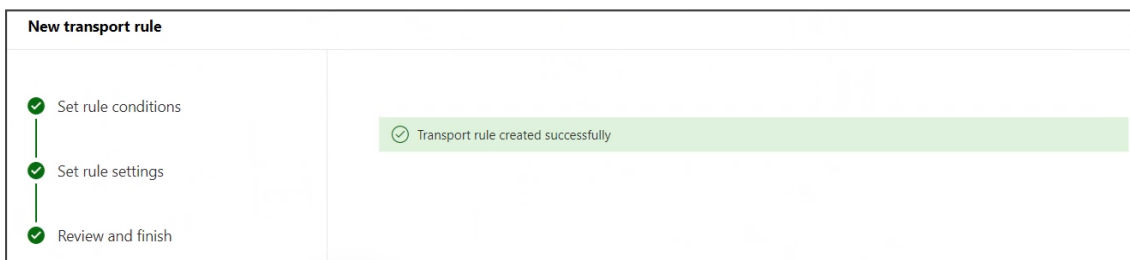 New transport rule
Set rule conditions
Transport rule created successfully
Set rule settings
Review and finish